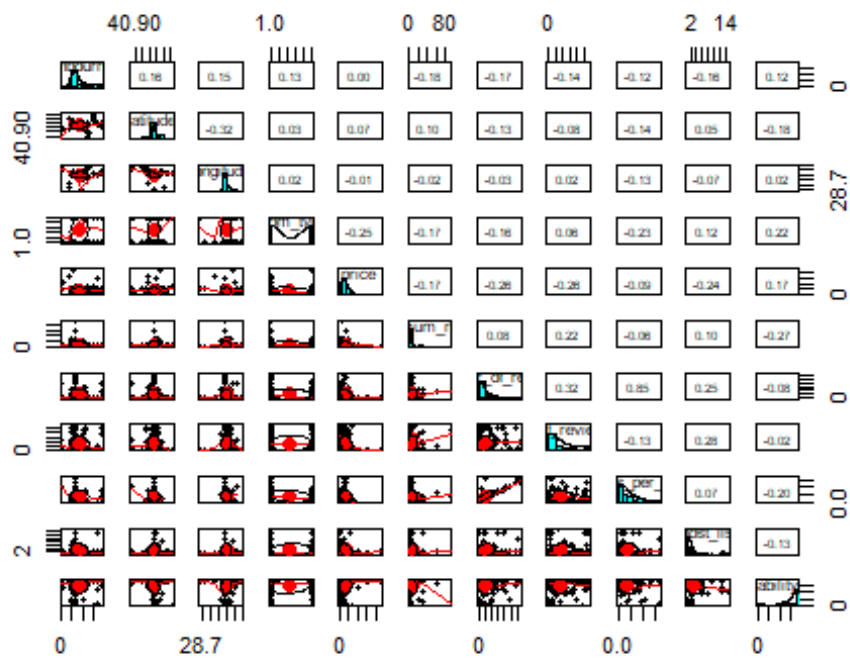 40.90 1.0 0 80 0 2 14
0.16 0.15 0.13 0.00 -0.18 -0.17 -0.14 -0.12 -0.16 0.12 0
40.90 atitude -0.32 0.03 0.07 0.10 -0.13 -0.08 -0.14 0.05 -0.18
ongitud 0.02 -0.01 -0.02 -0.03 0.02 -0.13 -0.07 0.02 28.7
1.0 -0.25 -0.17 -0.16 0.06 -0.23 0.12 0.22
price -0.17 -0.26 -0.26 -0.09 -0.24 0.17 0
0 0.08 0.22 -0.06 0.10 -0.27
0.32 0.85 0.25 -0.08 0
0 -0.13 0.28 -0.02
0.07 -0.20 0.0
2 -0.13
ability 0
0 28.7 0 0 0.0 0